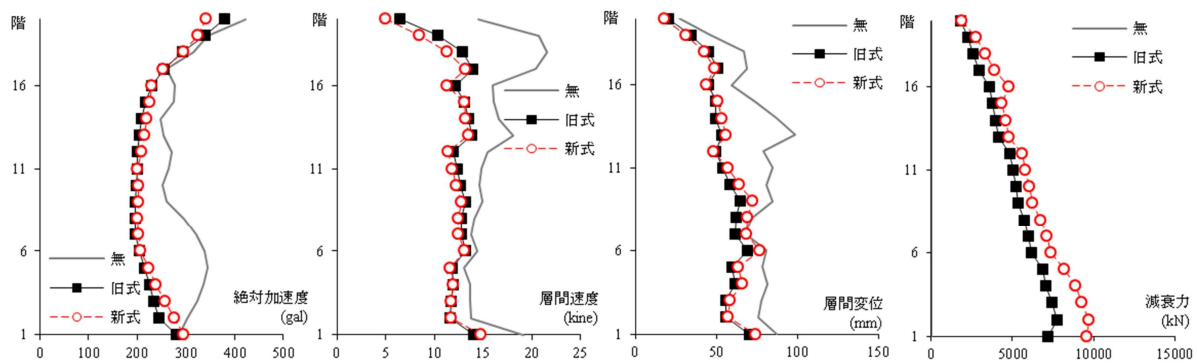 階
16
11
6
1
0
100
200
300
400
500
無
旧式
新式
絶対加速度
(gal)
階
16
11
6
1
0
5
10
15
20
25
無
旧式
新式
層間速度
(kine)
階
16
11
6
1
0
50
100
150
無
旧式
新式
層間変位
(mm)
階
16
11
6
1
0
5000
10000
15000
無
旧式
新式
減衰力
(kN)